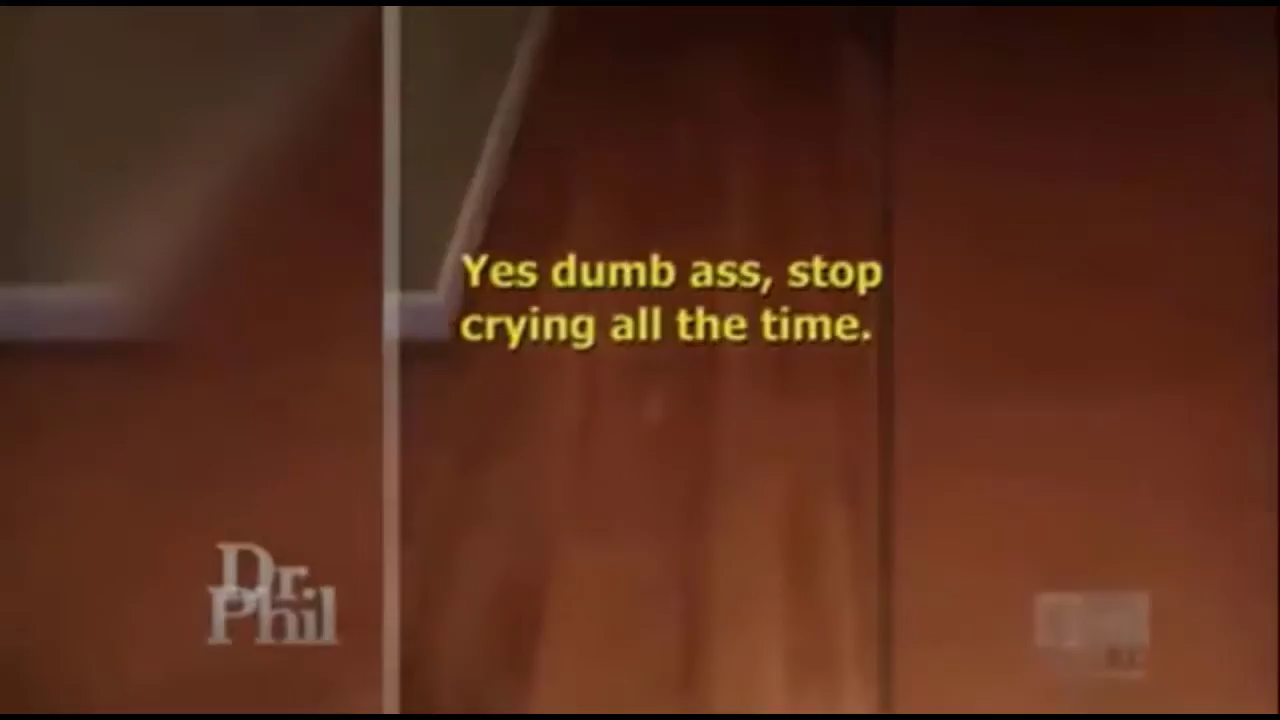 Yes dumb ass, stop
crying all the time.
Dr.
Phil